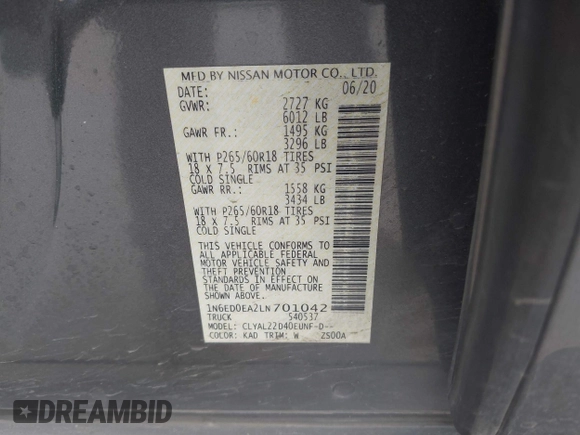 MFD BY NISSAN MOTOR CO., LTD.
DATE: 06/20
GVWR: 2727 KG
6012 LB
GAWR FR.: 1495 KG
3296 LB
WITH P265/60R18 TIRES
18 X 7.5 RIMS AT 35 PSI
COLD SINGLE
GAWR RR.: 1558 KG
3434 LB
WITH P265/60R18 TIRES
18 X 7.5 RIMS AT 35 PSI
COLD SINGLE
THIS VEHICLE CONFORMS TO
ALL APPLICABLE FEDERAL
MOTOR VEHICLE SAFETY AND
THEFT PREVENTION
STANDARDS IN EFFECT ON
THE DATE OF MANUFACTURE
SHOWN ABOVE.
1N6ED0EA2LN701042
TRUCK 540537
MODEL: CLYAL22D40EUNF-D--
COLOR: KAD TRIM: W 2S00A
DREAMBID